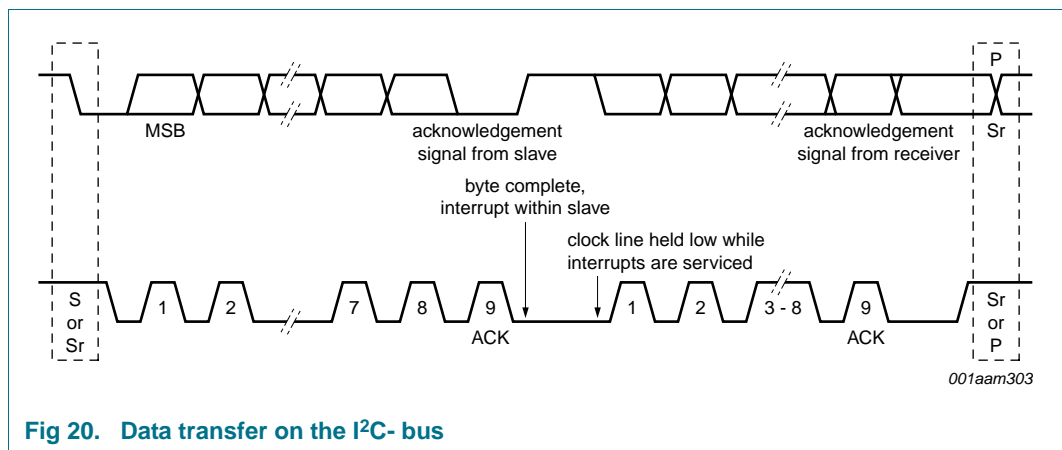 P
MSB
acknowledgement
signal from slave
acknowledgement
signal from receiver
Sr
byte complete,
interrupt within slave
clock line held low while
interrupts are serviced
S
or
Sr
1
2
7
8
9
ACK
1
2
3 - 8
9
ACK
Sr
or
P
001aam303
Fig 20. Data transfer on the I²C- bus